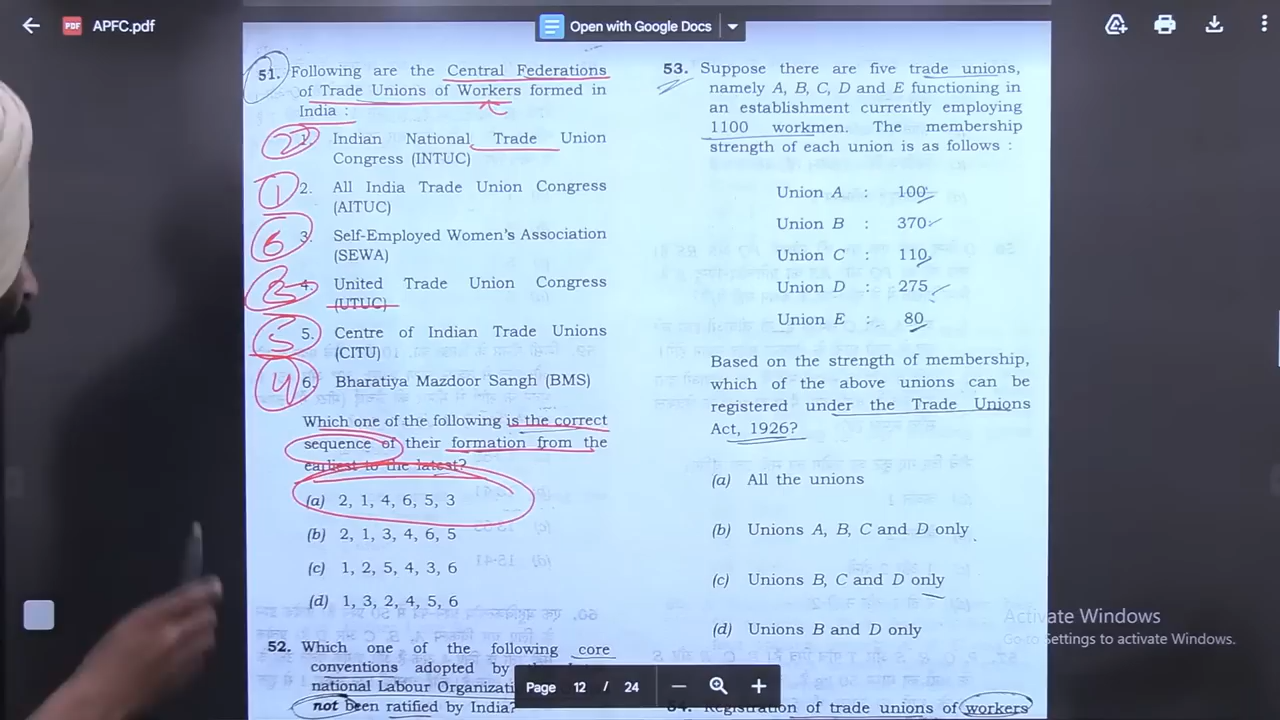 APFC.pdf
Open with Google Docs
51. Following are the Central Federations
of Trade Unions of Workers formed in
India :
2 1. Indian National Trade Union
Congress (INTUC)
1 2. All India Trade Union Congress
(AITUC)
6 3. Self-Employed Women's Association
(SEWA)
3 4. United Trade Union Congress
(UTUC)
5 5. Centre of Indian Trade Unions
(CITU)
4 6. Bharatiya Mazdoor Sangh (BMS)
Which one of the following is the correct
sequence of their formation from the
earliest to the latest?
(a) 2, 1, 4, 6, 5, 3
(b) 2, 1, 3, 4, 6, 5
(c) 1, 2, 5, 4, 3, 6
(d) 1, 3, 2, 4, 5, 6
52. Which one of the following core
conventions adopted by
national Labour
not been ratified by India?
53. Suppose there are five trade unions,
namely A, B, C, D and E functioning in
an establishment currently employing
1100 workmen. The membership
strength of each union is as follows :
Union A : 100
Union B : 370
Union C : 110
Union D : 275
Union E : 80
Based on the strength of membership,
which of the above unions can be
registered under the Trade Unions
Act, 1926?
(a) All the unions
(b) Unions A, B, C and D only
(c) Unions B, C and D only
(d) Unions B and D only
Registration of trade unions of workers
Page 12 / 24
Activate Windows
Go to Settings to activate Windows.